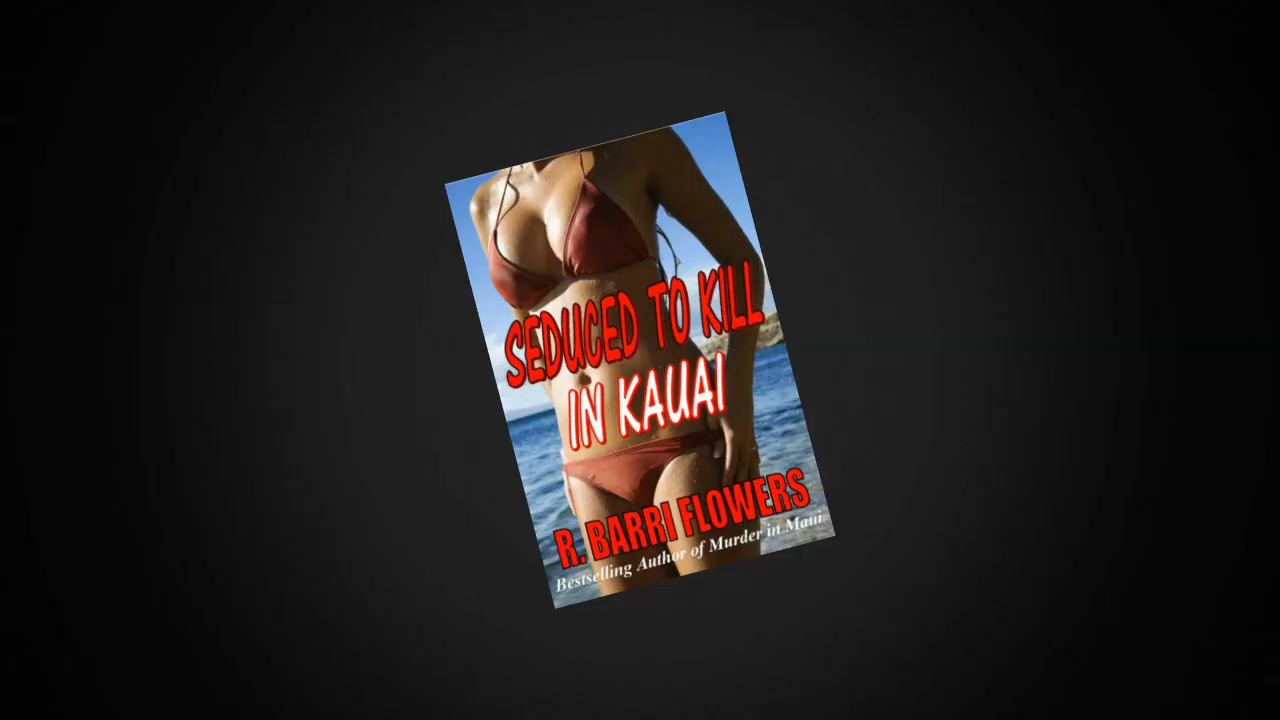 SEDUCED TO KILL
IN KAUAI
R. BARRI FLOWERS
Bestselling Author of Murder in Maui